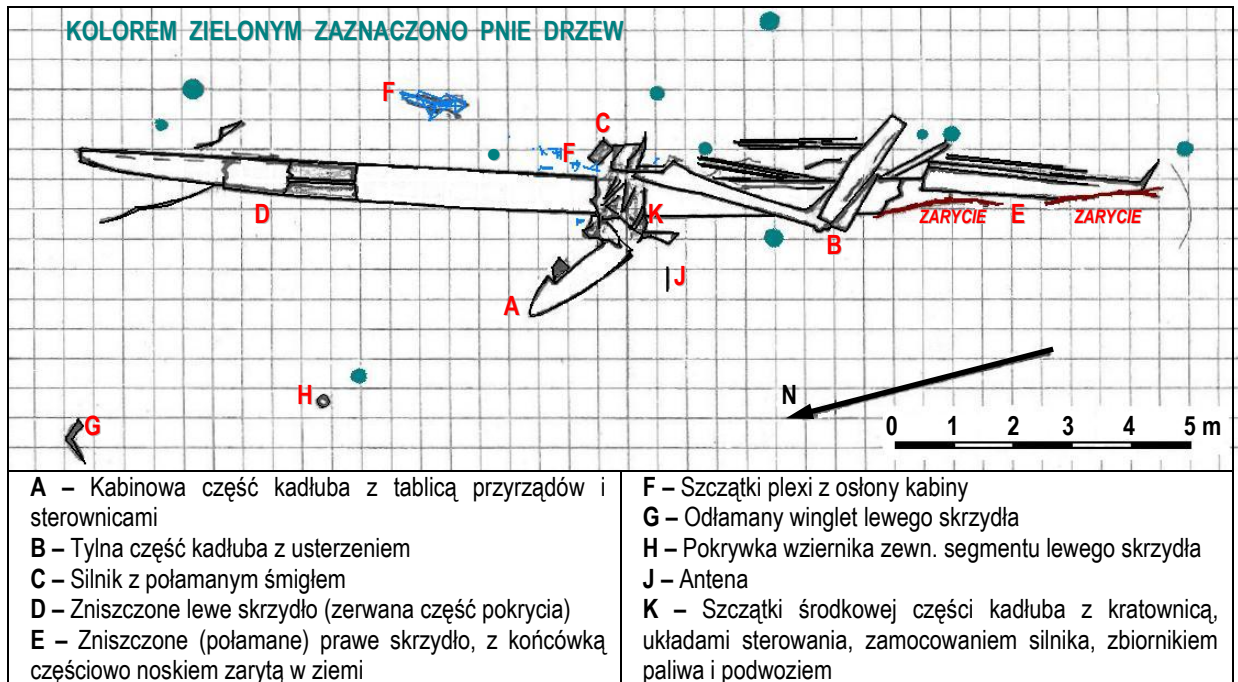 KOLOREM ZIELONYM ZAZNACZONO PNIE DRZEW
F
C
F
D
K
ZARYCIE E ZARYCIE
B
J
A
H
N
G
0 1 2 3 4 5 m
A – Kabinowa część kadłuba z tablicą przyrządów i
sterownicami
B – Tylna część kadłuba z usterzeniem
C – Silnik z połamanym śmigłem
D – Zniszczone lewe skrzydło (zerwana część pokrycia)
E – Zniszczone (połamane) prawe skrzydło, z końcówką
częściowo noskiem zarytą w ziemi
F – Szczątki plexi z osłony kabiny
G – Odłamany winglet lewego skrzydła
H – Pokrywka wziernika zewn. segmentu lewego skrzydła
J – Antena
K – Szczątki środkowej części kadłuba z kratownicą,
układami sterowania, zamocowaniem silnika, zbiornikiem
paliwa i podwoziem